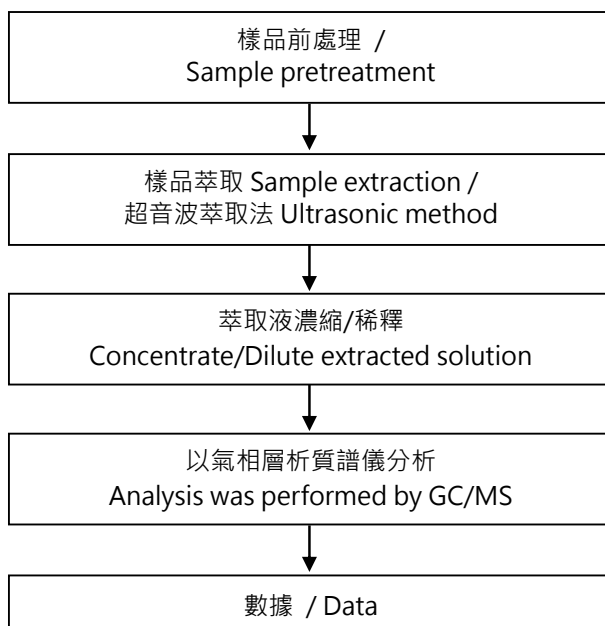 樣品前處理 /
Sample pretreatment
樣品萃取 Sample extraction /
超音波萃取法 Ultrasonic method
萃取液濃縮/稀釋
Concentrate/Dilute extracted solution
以氣相層析質譜儀分析
Analysis was performed by GC/MS
數據 / Data